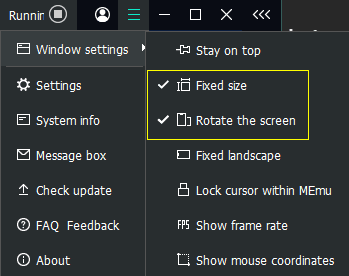 Runnin
Window settings
Settings
System info
Message box
Check update
FAQ Feedback
About
Stay on top
Fixed size
Rotate the screen
Fixed landscape
Lock cursor within MEmu
FPS Show frame rate
Show mouse coordinates